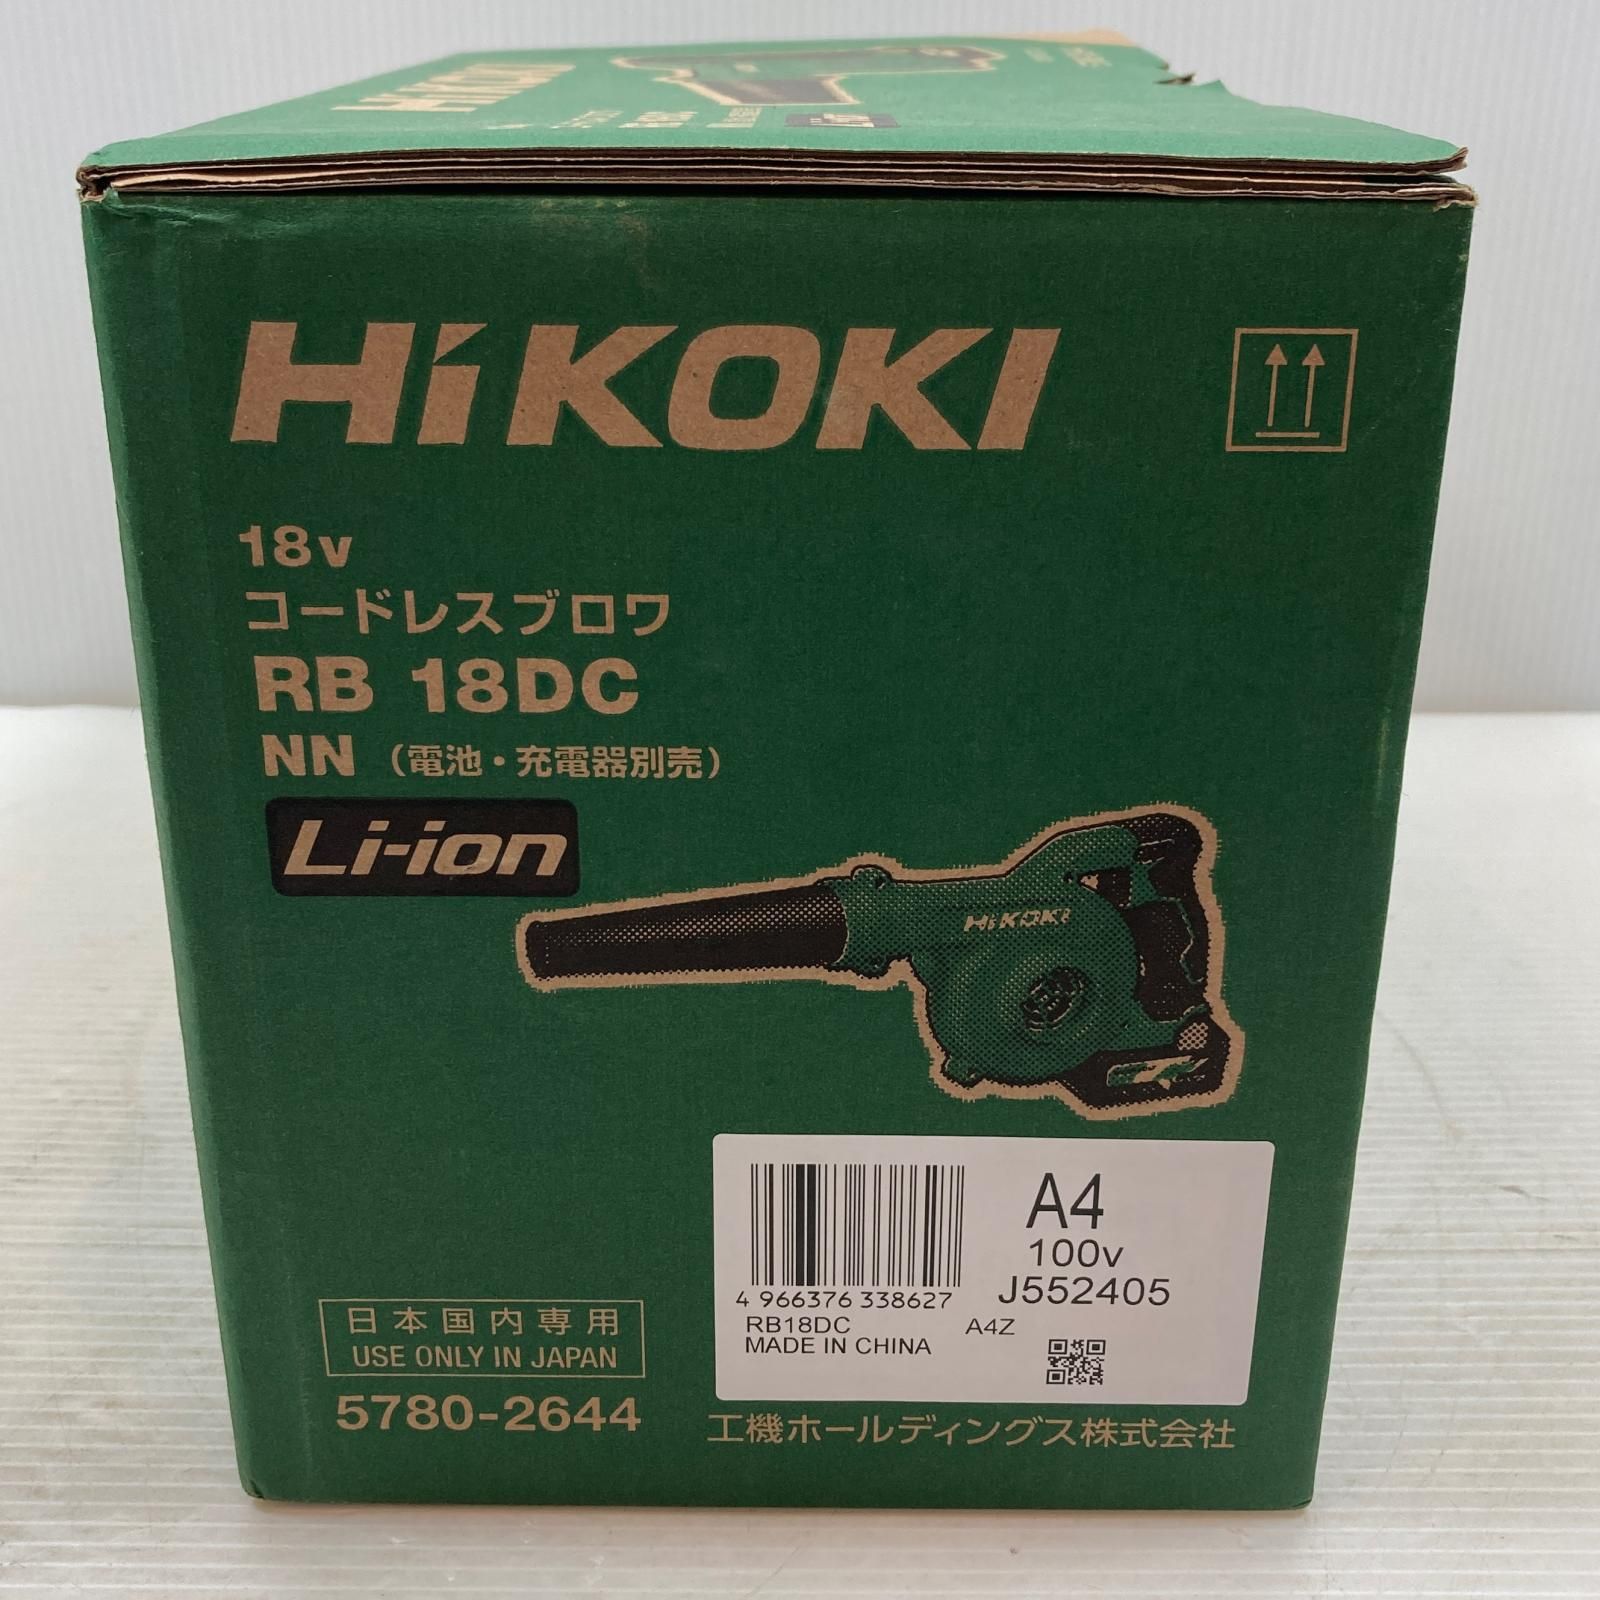 HiKOKI
HiKOKI
18v
コードレスブロワ
RB 18DC
NN (電池・充電器別売)
Li-ion
HiKOKI
A4
100v
4 966376 338627
J552405
RB18DC A4Z
MADE IN CHINA
日本国内専用
USE ONLY IN JAPAN
5780-2644
工機ホールディングス株式会社